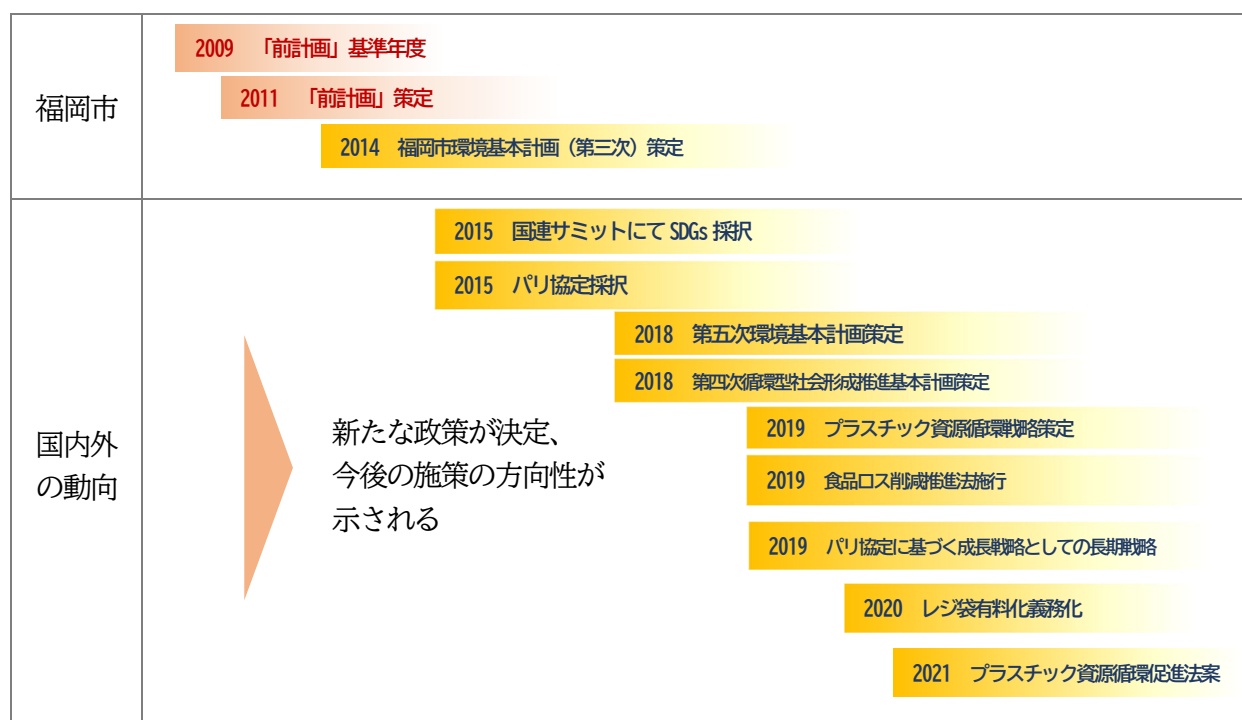 福岡市
2009 「前計画」基準年度
2011 「前計画」策定
2014 福岡市環境基本計画（第三次）策定
国内外
の動向
2015 国連サミットにて SDGs 採択
2015 パリ協定採択
2018 第五次環境基本計画策定
2018 第四次循環型社会形成推進基本計画策定
新たな政策が決定、
今後の施策の方向性が
示される
2019 プラスチック資源循環戦略策定
2019 食品ロス削減推進法施行
2019 パリ協定に基づく成長戦略としての長期戦略
2020 レジ袋有料化義務化
2021 プラスチック資源循環促進法案